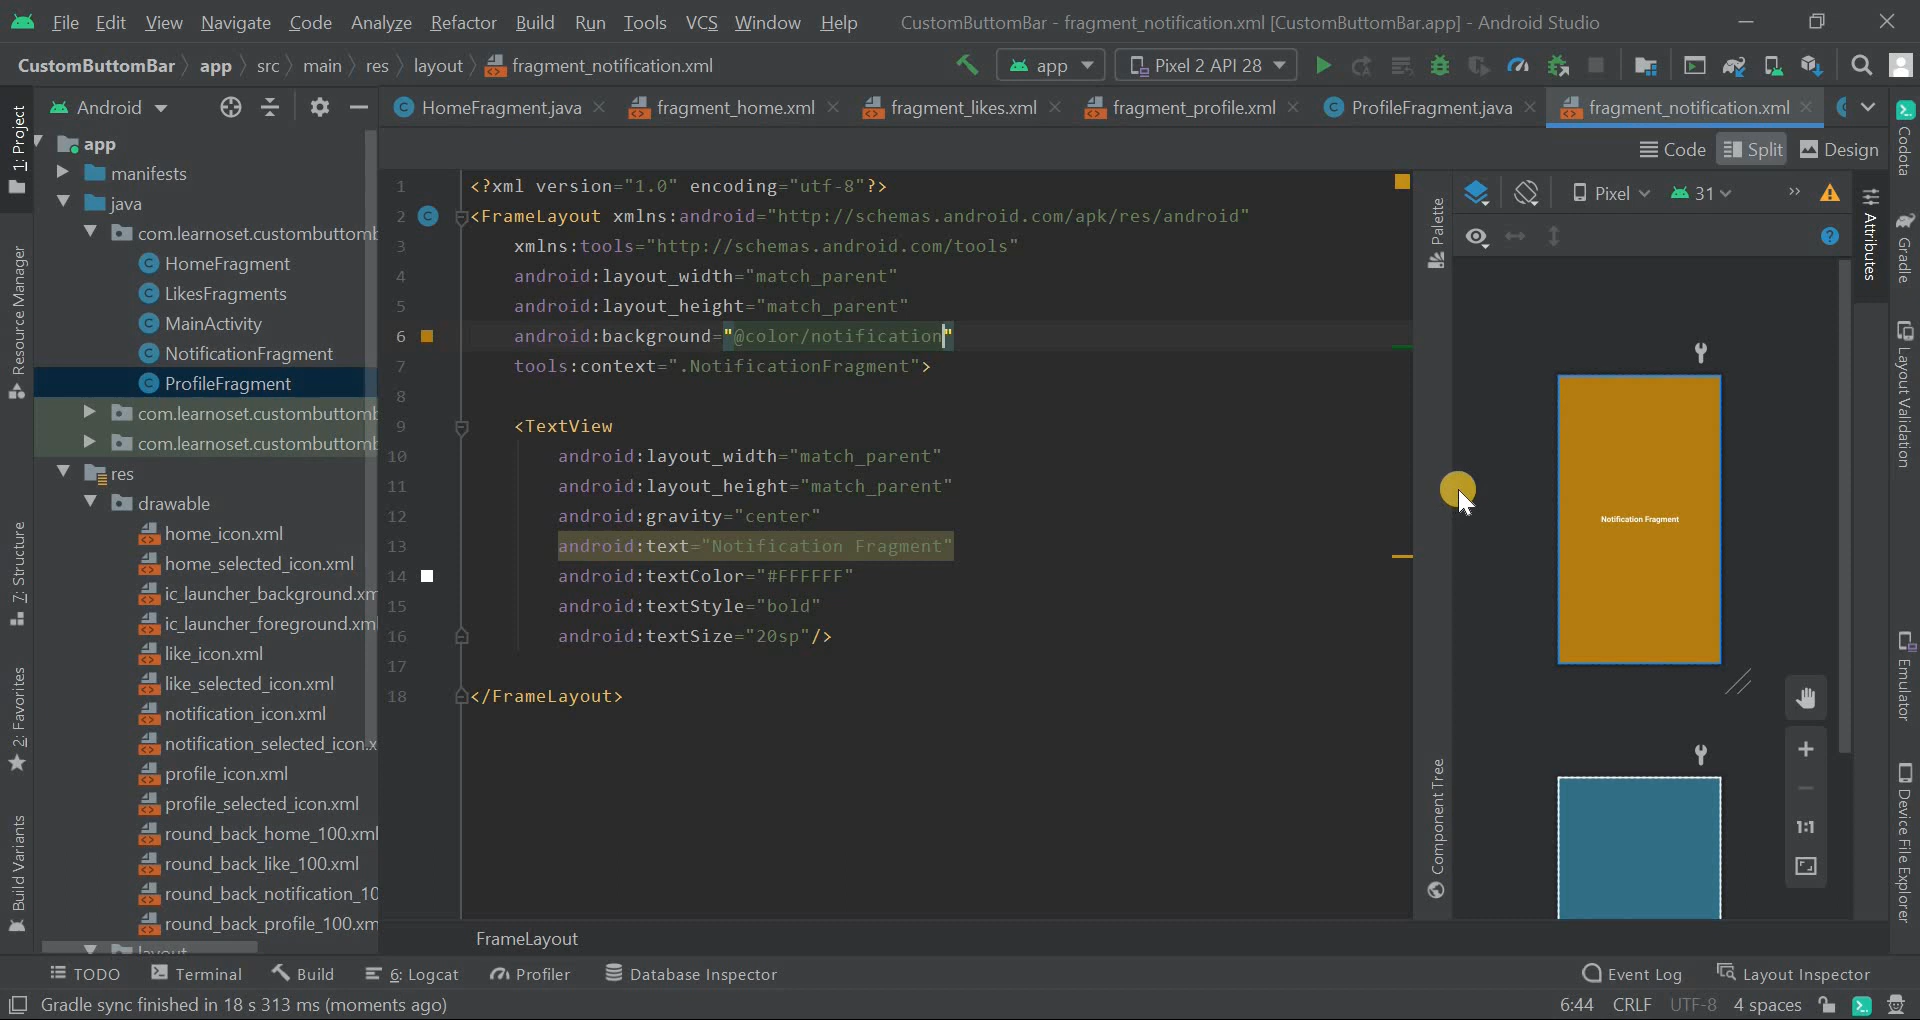 File Edit View Navigate Code Analyze Refactor Build Run Tools VCS Window Help CustomButtomBar - fragment_notification.xml [CustomButtomBar.app] - Android Studio
CustomButtomBar app src main res layout fragment_notification.xml app Pixel 2 API 28
Android HomeFragment.java fragment_home.xml fragment_likes.xml fragment_profile.xml ProfileFragment.java fragment_notification.xml
Code Split Design
1: Project
Resource Manager
7: Structure
2: Favorites
Build Variants
app
manifests
java
com.learnoset.custombuttomb
HomeFragment
LikesFragments
MainActivity
NotificationFragment
ProfileFragment
com.learnoset.custombuttomb
com.learnoset.custombuttomb
res
drawable
home_icon.xml
home_selected_icon.xml
ic_launcher_background.xm
ic_launcher_foreground.xml
like_icon.xml
like_selected_icon.xml
notification_icon.xml
notification_selected_icon.x
profile_icon.xml
profile_selected_icon.xml
round_back_home_100.xml
round_back_like_100.xml
round_back_notification_10
round_back_profile_100.xm
layout
1 <?xml version="1.0" encoding="utf-8"?>
2 <FrameLayout xmlns:android="http://schemas.android.com/apk/res/android"
3 xmlns:tools="http://schemas.android.com/tools"
4 android:layout_width="match_parent"
5 android:layout_height="match_parent"
6 android:background="@color/notification"
7 tools:context=".NotificationFragment">
8
9 <TextView
10 android:layout_width="match_parent"
11 android:layout_height="match_parent"
12 android:gravity="center"
13 android:text="Notification Fragment"
14 android:textColor="#FFFFFF"
15 android:textStyle="bold"
16 android:textSize="20sp"/>
17
18 </FrameLayout>
FrameLayout
Palette
Component Tree
Pixel 31 »
Notification Fragment
1:1
Attributes
Codota
Gradle
Layout Validation
Emulator
Device File Explorer
TODO Terminal Build 6: Logcat Profiler Database Inspector Event Log Layout Inspector
Gradle sync finished in 18 s 313 ms (moments ago) 6:44 CRLF UTF-8 4 spaces